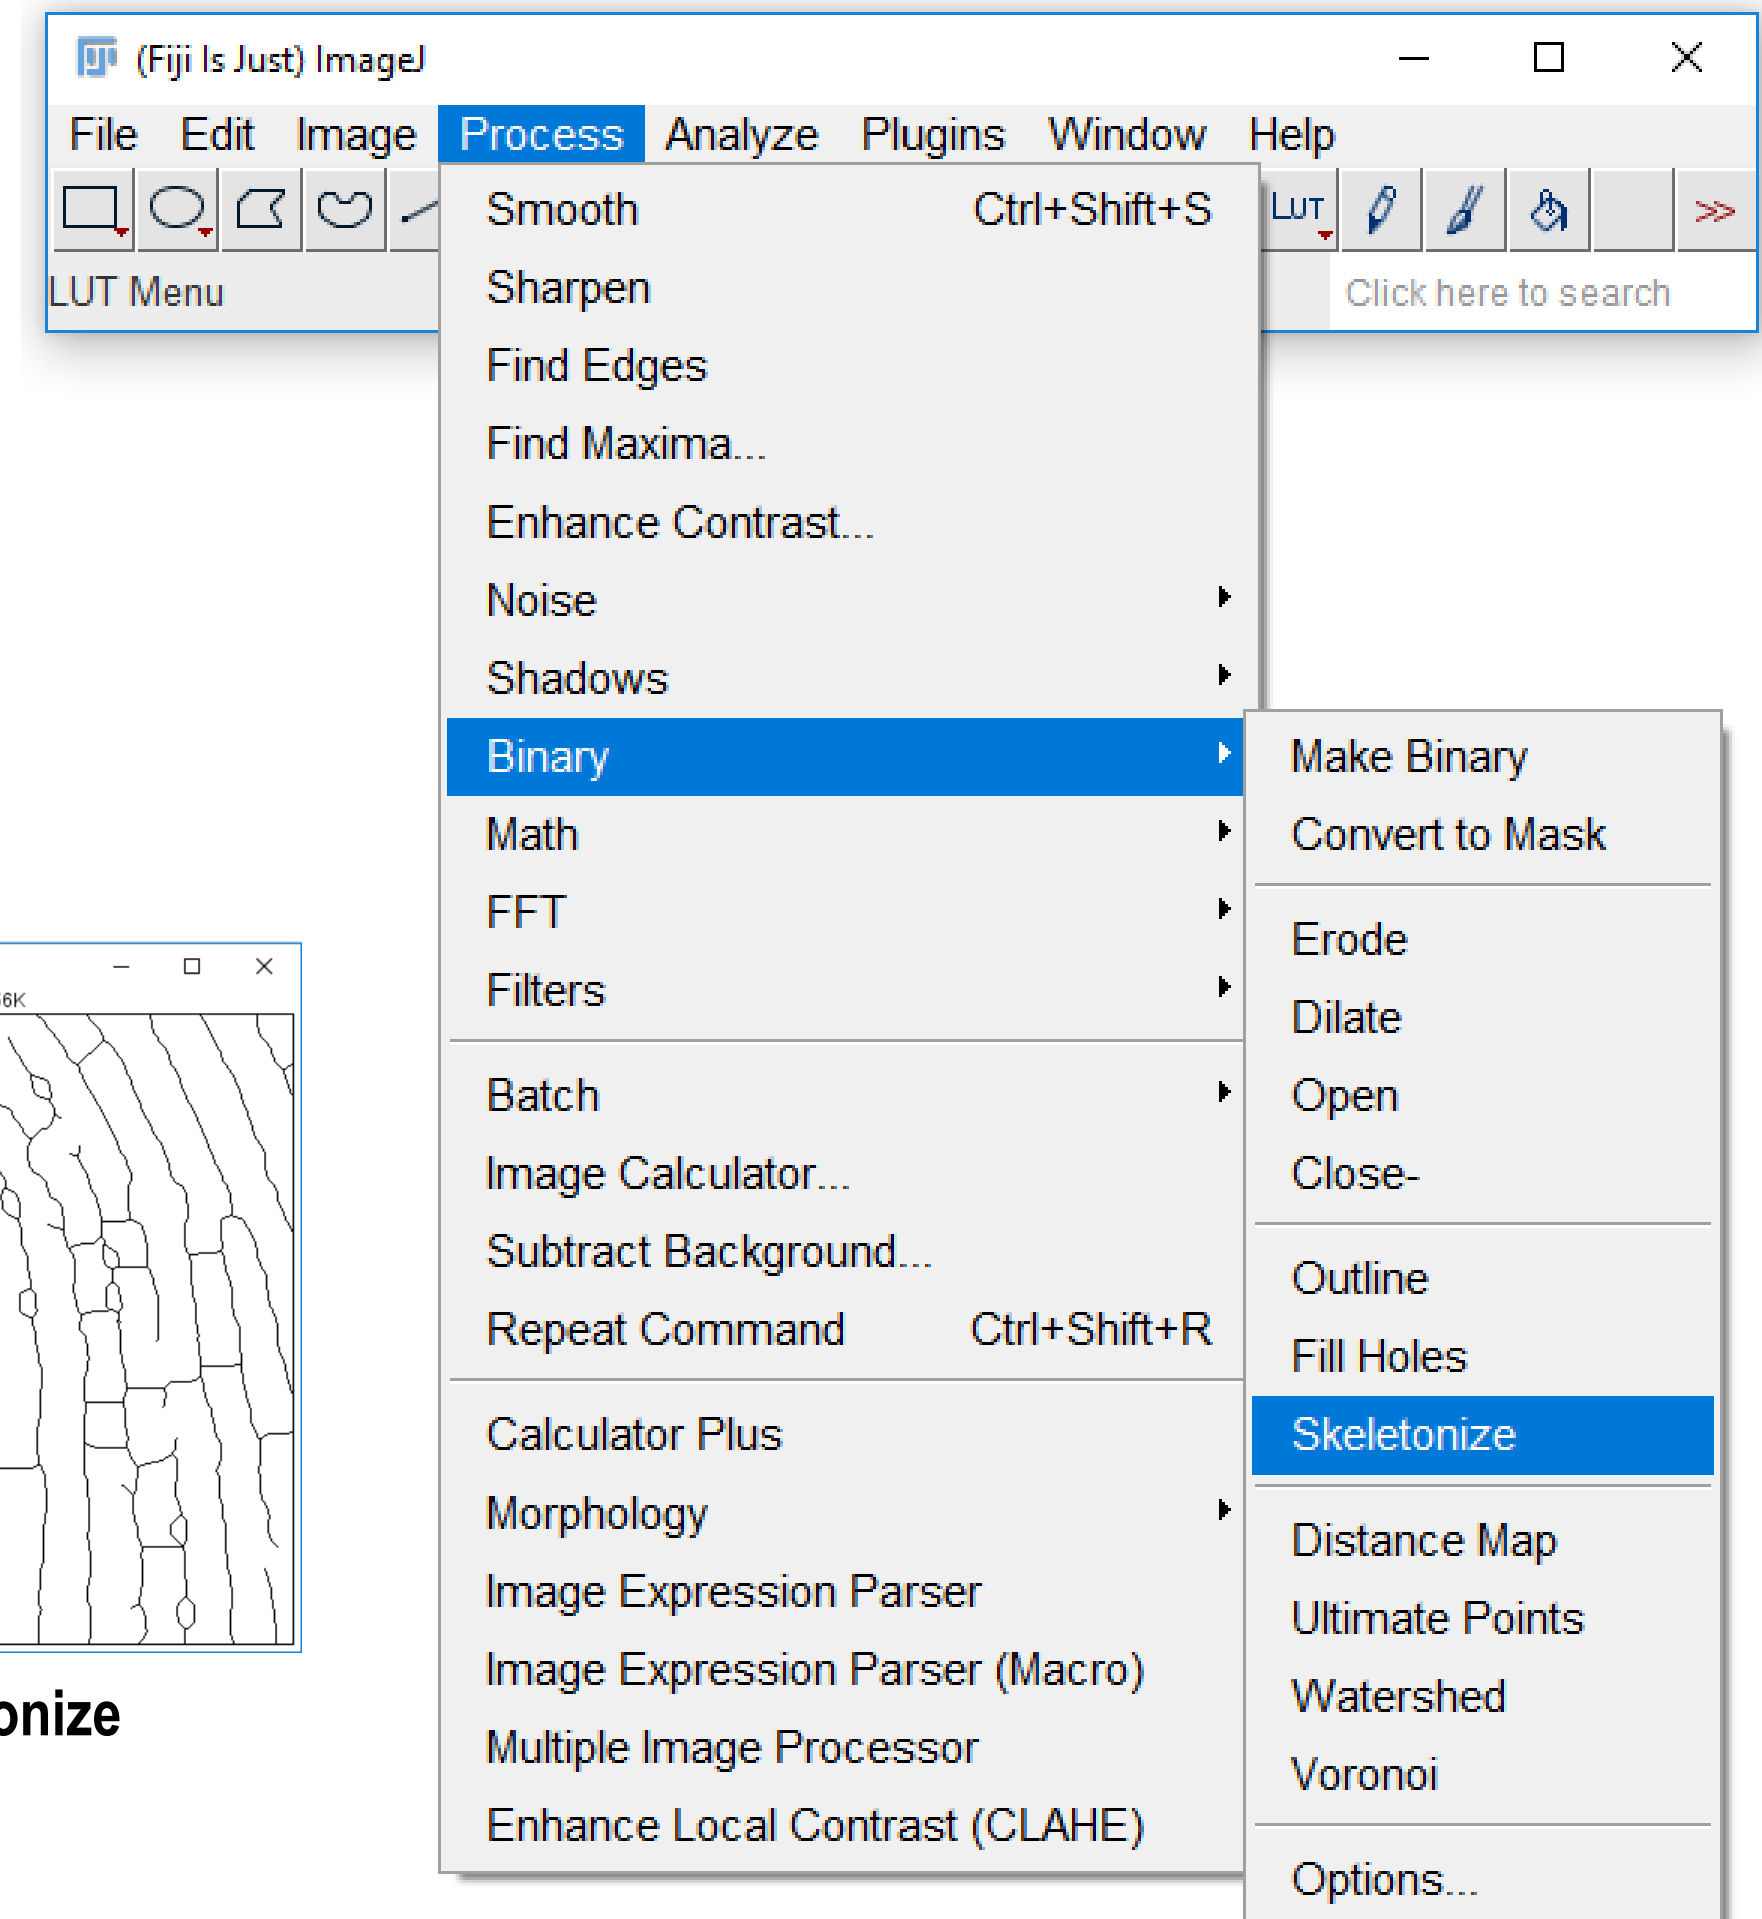 (Fiji Is Just) ImageJ
File Edit Image Process Analyze Plugins Window Help
LUT
LUT Menu
Click here to search
Smooth Ctrl+Shift+S
Sharpen
Find Edges
Find Maxima...
Enhance Contrast...
Noise
Shadows
Binary
Math
FFT
Filters
Batch
Image Calculator...
Subtract Background...
Repeat Command Ctrl+Shift+R
Calculator Plus
Morphology
Image Expression Parser
Image Expression Parser (Macro)
Multiple Image Processor
Enhance Local Contrast (CLAHE)
Make Binary
Convert to Mask
Erode
Dilate
Open
Close-
Outline
Fill Holes
Skeletonize
Distance Map
Ultimate Points
Watershed
Voronoi
Options...
6K
onize